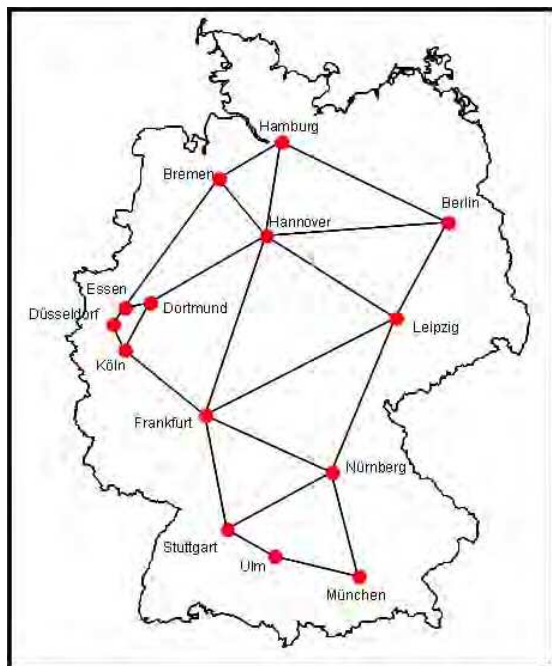 Hamburg
Bremen
Berlin
Hannover
Essen
Dortmund
Düsseldorf
Leipzig
Köln
Frankfurt
Nürnberg
Stuttgart
Ulm
München